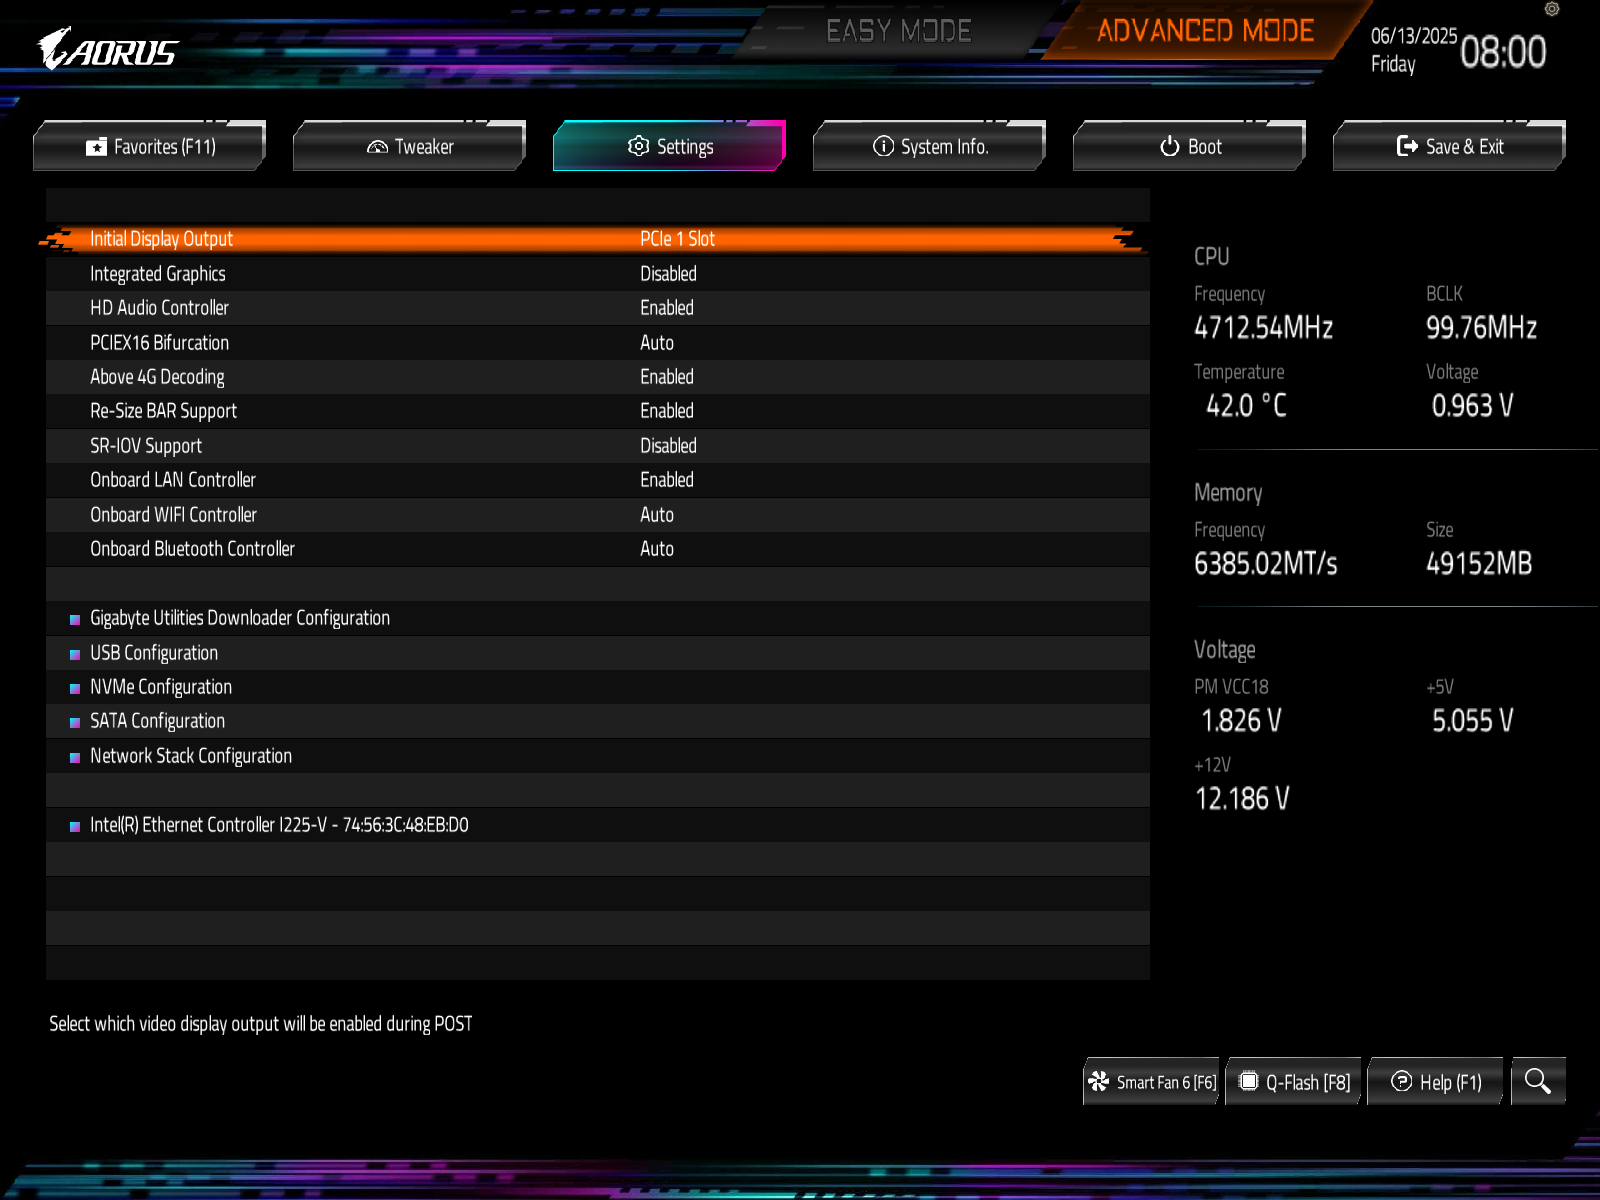 AORUS
EASY MODE
ADVANCED MODE
06/13/2025
Friday
08:00
Favorites (F11)
Tweaker
Settings
System Info.
Boot
Save & Exit
Initial Display Output PCIe 1 Slot
Integrated Graphics Disabled
HD Audio Controller Enabled
PCIEX16 Bifurcation Auto
Above 4G Decoding Enabled
Re-Size BAR Support Enabled
SR-IOV Support Disabled
Onboard LAN Controller Enabled
Onboard WIFI Controller Auto
Onboard Bluetooth Controller Auto
Gigabyte Utilities Downloader Configuration
USB Configuration
NVMe Configuration
SATA Configuration
Network Stack Configuration
Intel(R) Ethernet Controller I225-V - 74:56:3C:48:EB:D0
CPU
Frequency BCLK
4712.54MHz 99.76MHz
Temperature Voltage
42.0 °C 0.963 V
Memory
Frequency Size
6385.02MT/s 49152MB
Voltage
PM VCC18 +5V
1.826 V 5.055 V
+12V
12.186 V
Select which video display output will be enabled during POST
Smart Fan 6 [F6]
Q-Flash [F8]
Help (F1)